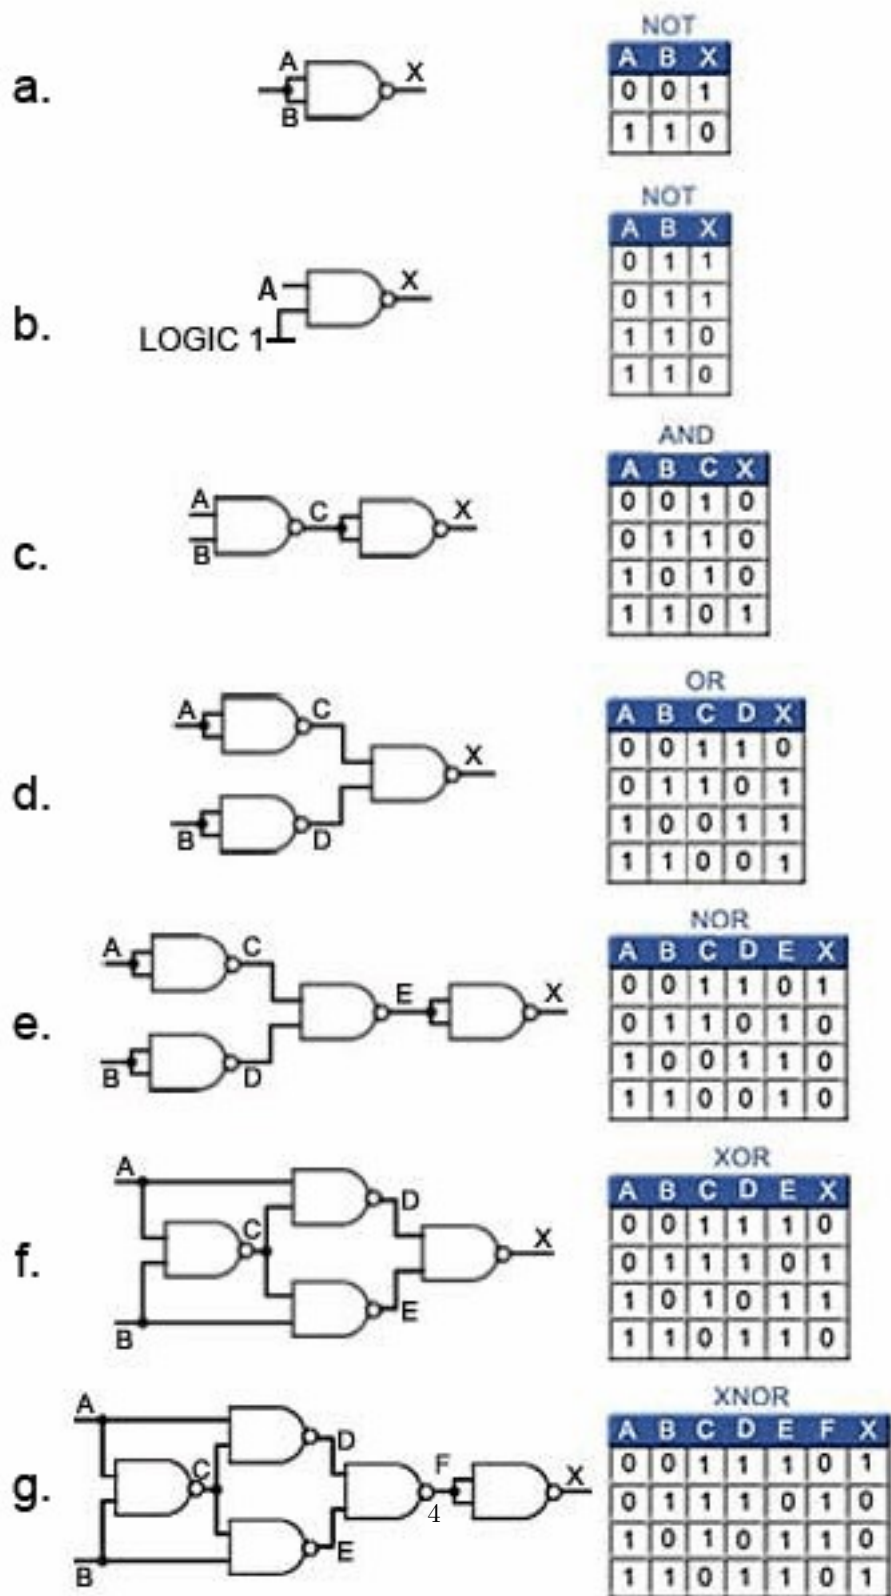 NOT
A B X
a.
A
X
B
0 0 1
1 1 0
NOT
A B X
b.
A
X
LOGIC 1
0 1 1
0 1 1
1 1 0
1 1 0
AND
A B C X
c.
A
C
X
B
0 0 1 0
0 1 1 0
1 0 1 0
1 1 0 1
OR
A B C D X
d.
A
C
X
B
D
0 0 1 1 0
0 1 1 0 1
1 0 0 1 1
1 1 0 0 1
NOR
A B C D E X
e.
A
C
E
X
B
D
0 0 1 1 0 1
0 1 1 0 1 0
1 0 0 1 1 0
1 1 0 0 1 0
XOR
A B C D E X
f.
A
D
C
X
E
B
0 0 1 1 1 0
0 1 1 1 0 1
1 0 1 0 1 1
1 1 0 1 1 0
XNOR
A B C D E F X
g.
A
D
C
F
X
4
E
B
0 0 1 1 1 0 1
0 1 1 1 0 1 0
1 0 1 0 1 1 0
1 1 0 1 1 0 1